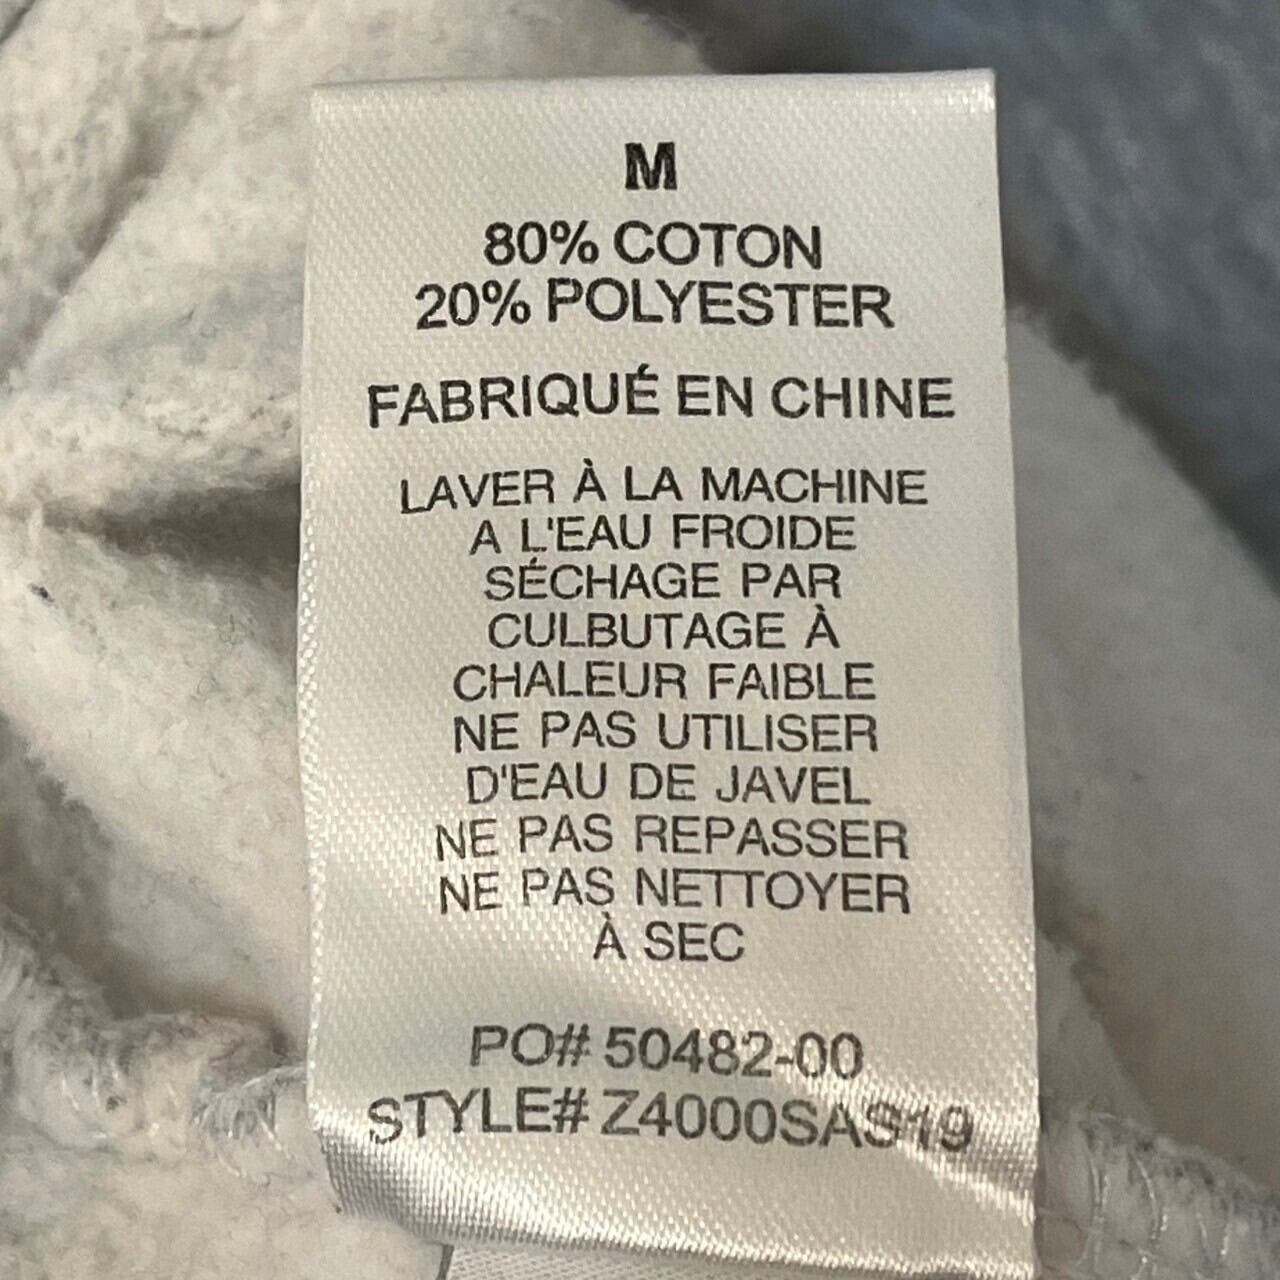 M
80% COTON
20% POLYESTER
FABRIQUÉ EN CHINE
LAVER À LA MACHINE
A L'EAU FROIDE
SÉCHAGE PAR
CULBUTAGE À
CHALEUR FAIBLE
NE PAS UTILISER
D'EAU DE JAVEL
NE PAS REPASSER
NE PAS NETTOYER
À SEC
PO# 50482-00
STYLE# Z4000SAS19